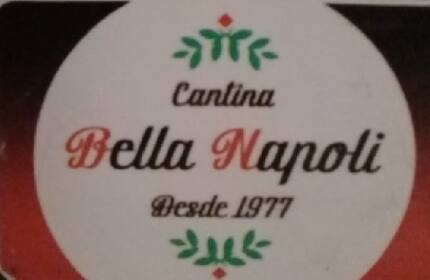 Cantina
Bella Napoli
Desde 1977